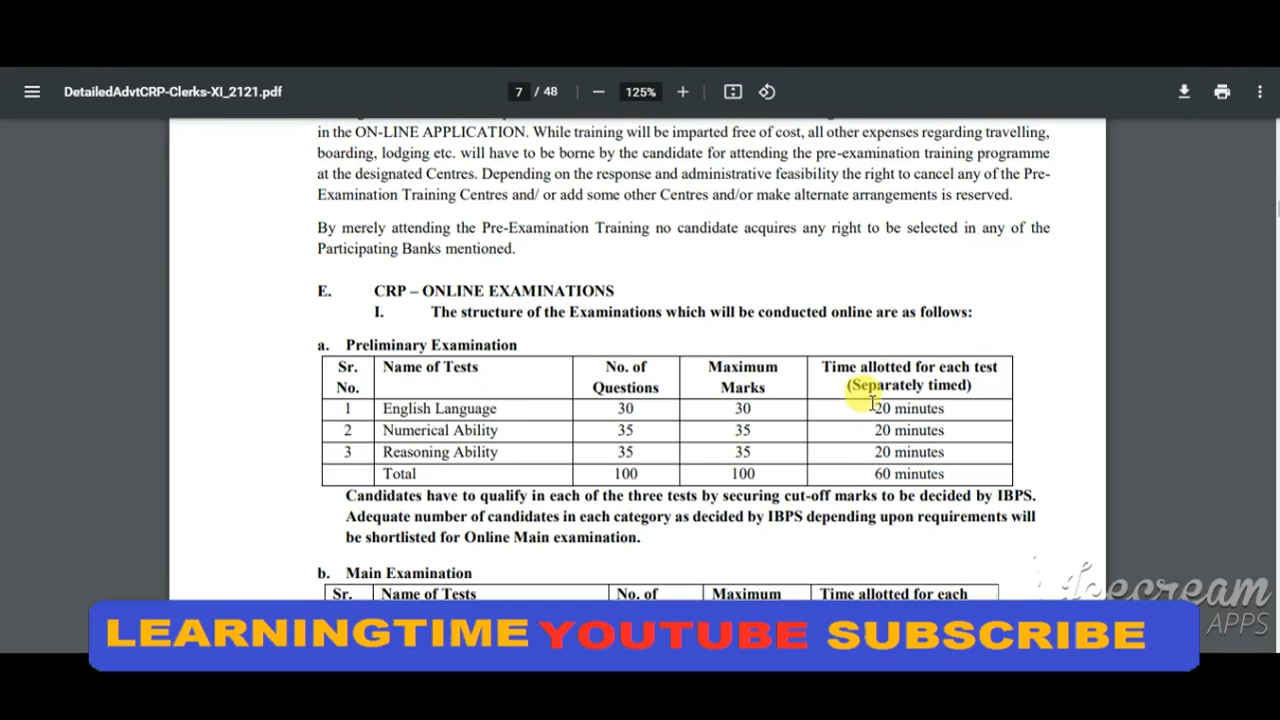 DetailedAdvtCRP-Clerks-XI_2121.pdf
7 / 48
125%
in the ON-LINE APPLICATION. While training will be imparted free of cost, all other expenses regarding travelling,
boarding, lodging etc. will have to be borne by the candidate for attending the pre-examination training programme
at the designated Centres. Depending on the response and administrative feasibility the right to cancel any of the Pre-
Examination Training Centres and/ or add some other Centres and/or make alternate arrangements is reserved.
By merely attending the Pre-Examination Training no candidate acquires any right to be selected in any of the
Participating Banks mentioned.
E. CRP – ONLINE EXAMINATIONS
I. The structure of the Examinations which will be conducted online are as follows:
a. Preliminary Examination
Sr. Name of Tests No. of Maximum Time allotted for each test
No. Questions Marks (Separately timed)
1 English Language 30 30 20 minutes
2 Numerical Ability 35 35 20 minutes
3 Reasoning Ability 35 35 20 minutes
Total 100 100 60 minutes
Candidates have to qualify in each of the three tests by securing cut-off marks to be decided by IBPS.
Adequate number of candidates in each category as decided by IBPS depending upon requirements will
be shortlisted for Online Main examination.
b. Main Examination
Sr. Name of Tests No. of Maximum Time allotted for each
Icecream
APPS
LEARNINGTIME YOUTUBE SUBSCRIBE